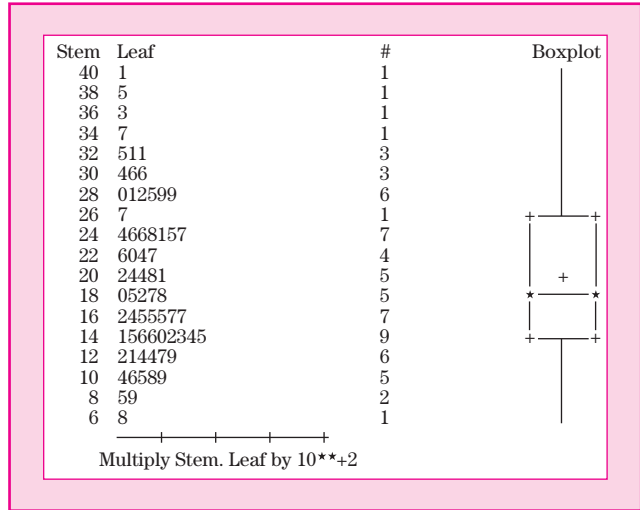 Stem Leaf # Boxplot
40 1 1
38 5 1
36 3 1
34 7 1
32 511 3
30 466 3
28 012599 6
26 7 1
24 4668157 7
22 6047 4
20 24481 5
18 05278 5
16 2455577 7
14 156602345 9
12 214479 6
10 46589 5
8 59 2
6 8 1
Multiply Stem. Leaf by 10**+2